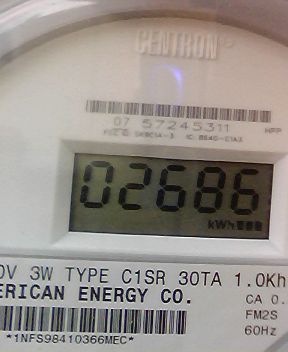 CENTRON
07 57245311
HPP
02686
kWh
0V 3W TYPE C1SR 30TA 1.0Kh
ERICAN ENERGY CO.
CA 0.
FM2S
60Hz
*1NFS98410366MEC*